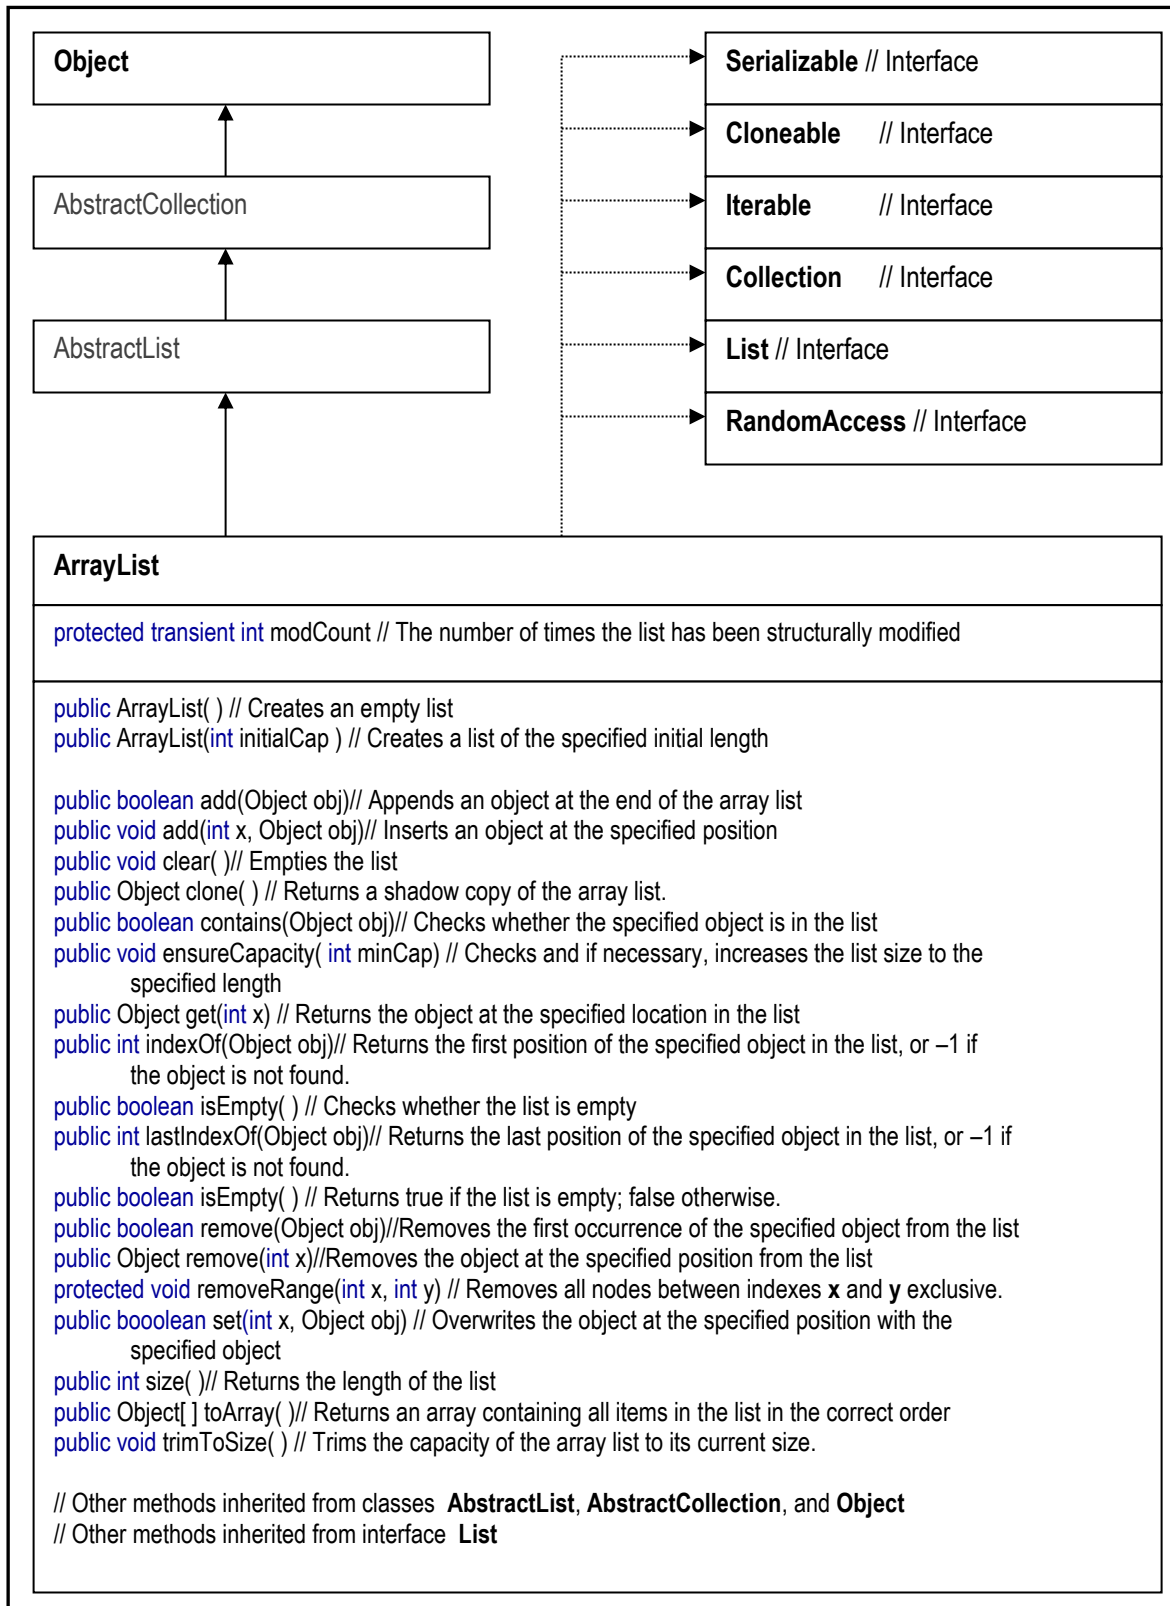 Object
AbstractCollection
AbstractList
Serializable // Interface
Cloneable // Interface
Iterable // Interface
Collection // Interface
List // Interface
RandomAccess // Interface
ArrayList
protected transient int modCount // The number of times the list has been structurally modified
public ArrayList( ) // Creates an empty list
public ArrayList(int initialCap ) // Creates a list of the specified initial length
public boolean add(Object obj)// Appends an object at the end of the array list
public void add(int x, Object obj)// Inserts an object at the specified position
public void clear( )// Empties the list
public Object clone( ) // Returns a shadow copy of the array list.
public boolean contains(Object obj)// Checks whether the specified object is in the list
public void ensureCapacity( int minCap) // Checks and if necessary, increases the list size to the
specified length
public Object get(int x) // Returns the object at the specified location in the list
public int indexOf(Object obj)// Returns the first position of the specified object in the list, or –1 if
the object is not found.
public boolean isEmpty( ) // Checks whether the list is empty
public int lastIndexOf(Object obj)// Returns the last position of the specified object in the list, or –1 if
the object is not found.
public boolean isEmpty( ) // Returns true if the list is empty; false otherwise.
public boolean remove(Object obj)//Removes the first occurrence of the specified object from the list
public Object remove(int x)//Removes the object at the specified position from the list
protected void removeRange(int x, int y) // Removes all nodes between indexes x and y exclusive.
public booolean set(int x, Object obj) // Overwrites the object at the specified position with the
specified object
public int size( )// Returns the length of the list
public Object[ ] toArray( )// Returns an array containing all items in the list in the correct order
public void trimToSize( ) // Trims the capacity of the array list to its current size.
// Other methods inherited from classes AbstractList, AbstractCollection, and Object
// Other methods inherited from interface List